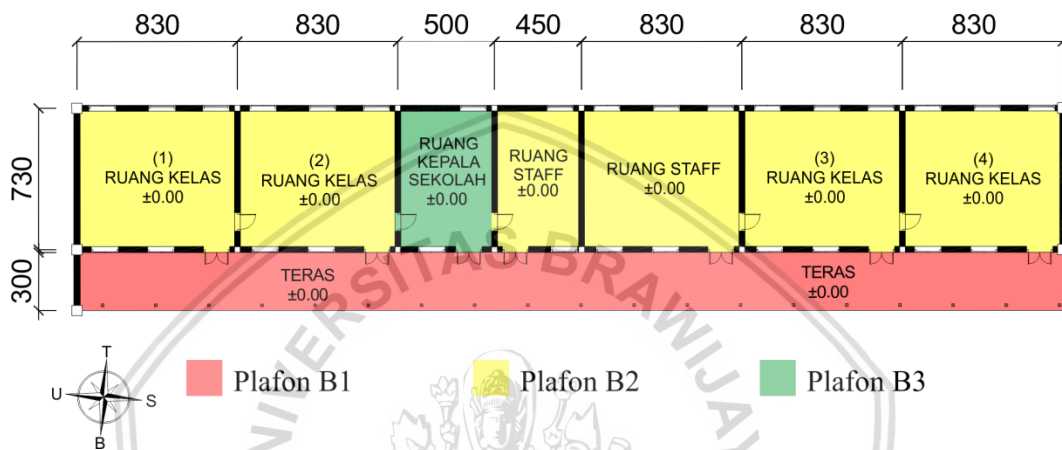 830 830 500 450 830 830 830
730
300
(1)
RUANG KELAS
±0.00
(2)
RUANG KELAS
±0.00
RUANG
KEPALA
SEKOLAH
±0.00
RUANG
STAFF
±0.00
RUANG STAFF
±0.00
(3)
RUANG KELAS
±0.00
(4)
RUANG KELAS
±0.00
TERAS
±0.00
TERAS
±0.00
T
U
S
B
Plafon B1
Plafon B2
Plafon B3
UNIVERSITAS BRAWIJAY